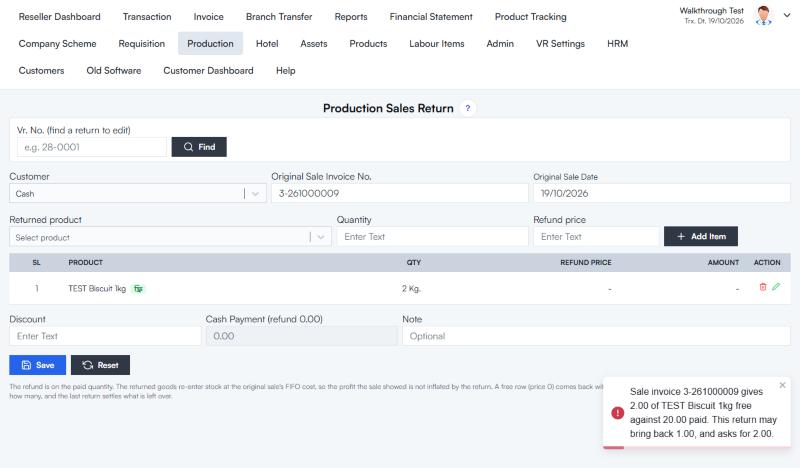 Reseller Dashboard Transaction Invoice Branch Transfer Reports Financial Statement Product Tracking
Walkthrough Test
Trx. Dt. 19/10/2026
Company Scheme Requisition Production Hotel Assets Products Labour Items Admin VR Settings HRM
Customers Old Software Customer Dashboard Help
Production Sales Return ?
Vr. No. (find a return to edit)
e.g. 28-0001 Find
Customer Original Sale Invoice No. Original Sale Date
Cash 3-261000009 19/10/2026
Returned product Quantity Refund price
Select product Enter Text Enter Text + Add Item
SL PRODUCT QTY REFUND PRICE AMOUNT ACTION
1 TEST Biscuit 1kg ফ্রি 2 Kg. - -
Discount Cash Payment (refund 0.00) Note
Enter Text 0.00 Optional
Save Reset
The refund is on the paid quantity. The returned goods re-enter stock at the original sale's FIFO cost, so the profit the sale showed is not inflated by the return. A free row (price 0) comes back
how many, and the last return settles what is left over.
Sale invoice 3-261000009 gives
2.00 of TEST Biscuit 1kg free
against 20.00 paid. This return may
bring back 1.00, and asks for 2.00.